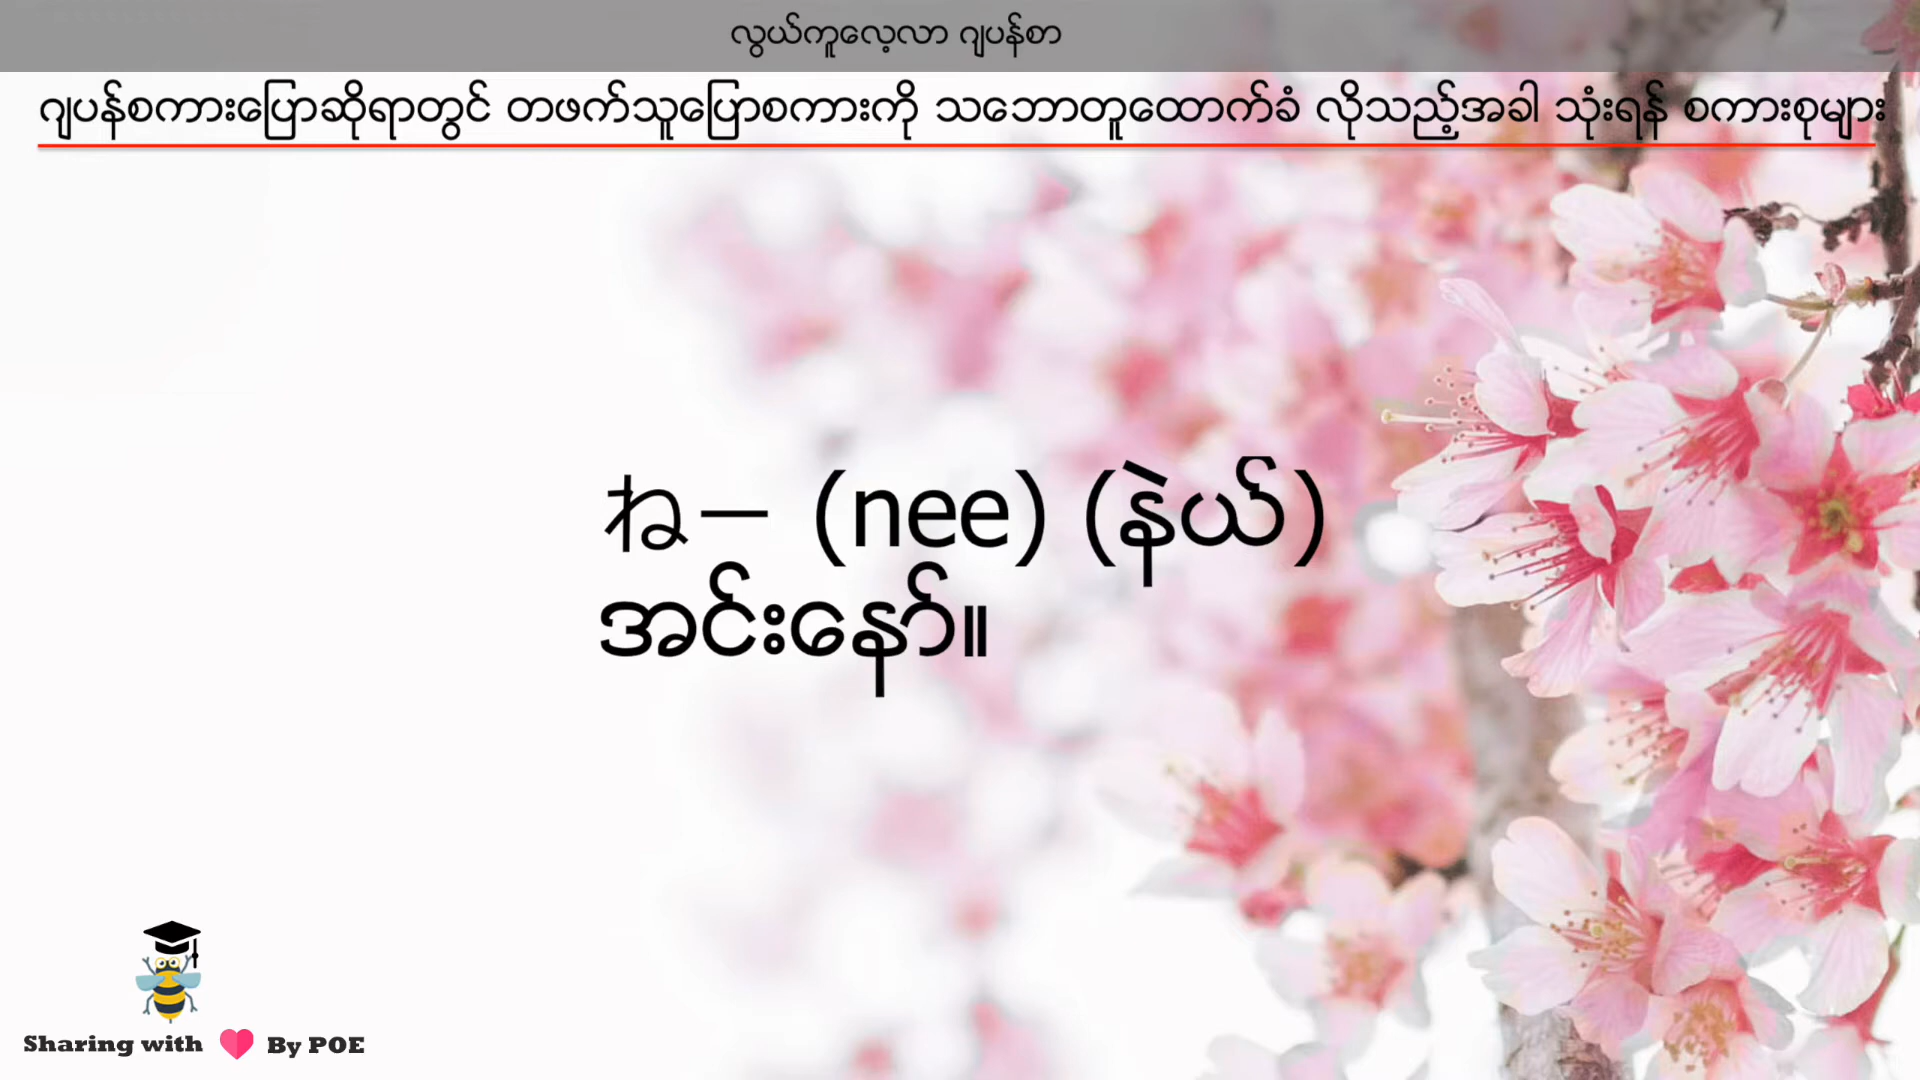 လွယ်ကူလေ့လာ ဂျပန်စာ
ဂျပန်စကားပြောဆိုရာတွင် တဖက်သူပြောစကားကို သဘောတူထောက်ခံ လိုသည့်အခါ သုံးရန် စကားစုများ
ねー (nee) (နဲယ်)
အင်းနော်။
Sharing with By POE